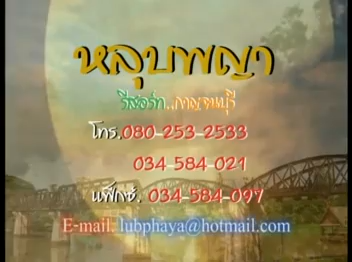 หลุบพญา
รีสอร์ท..กาญจนบุรี
โทร.080-253-2533
034-584-021
แฟ็กซ์. 034-584-097
E-mail. lubphaya@hotmail.com